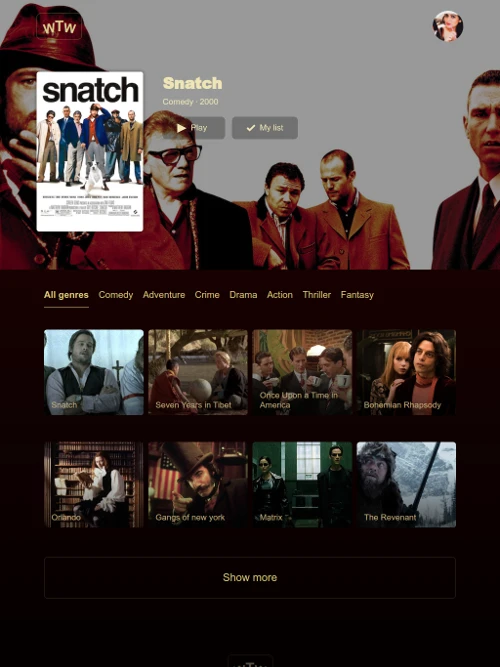 WTW
snatch
Snatch
Comedy · 2000
Play
My list
All genres
Comedy
Adventure
Crime
Drama
Action
Thriller
Fantasy
Snatch
Seven Years in Tibet
Once Upon a Time in
America
Bohemian Rhapsody
Orlando
Gangs of new york
Matrix
The Revenant
Show more
WTW